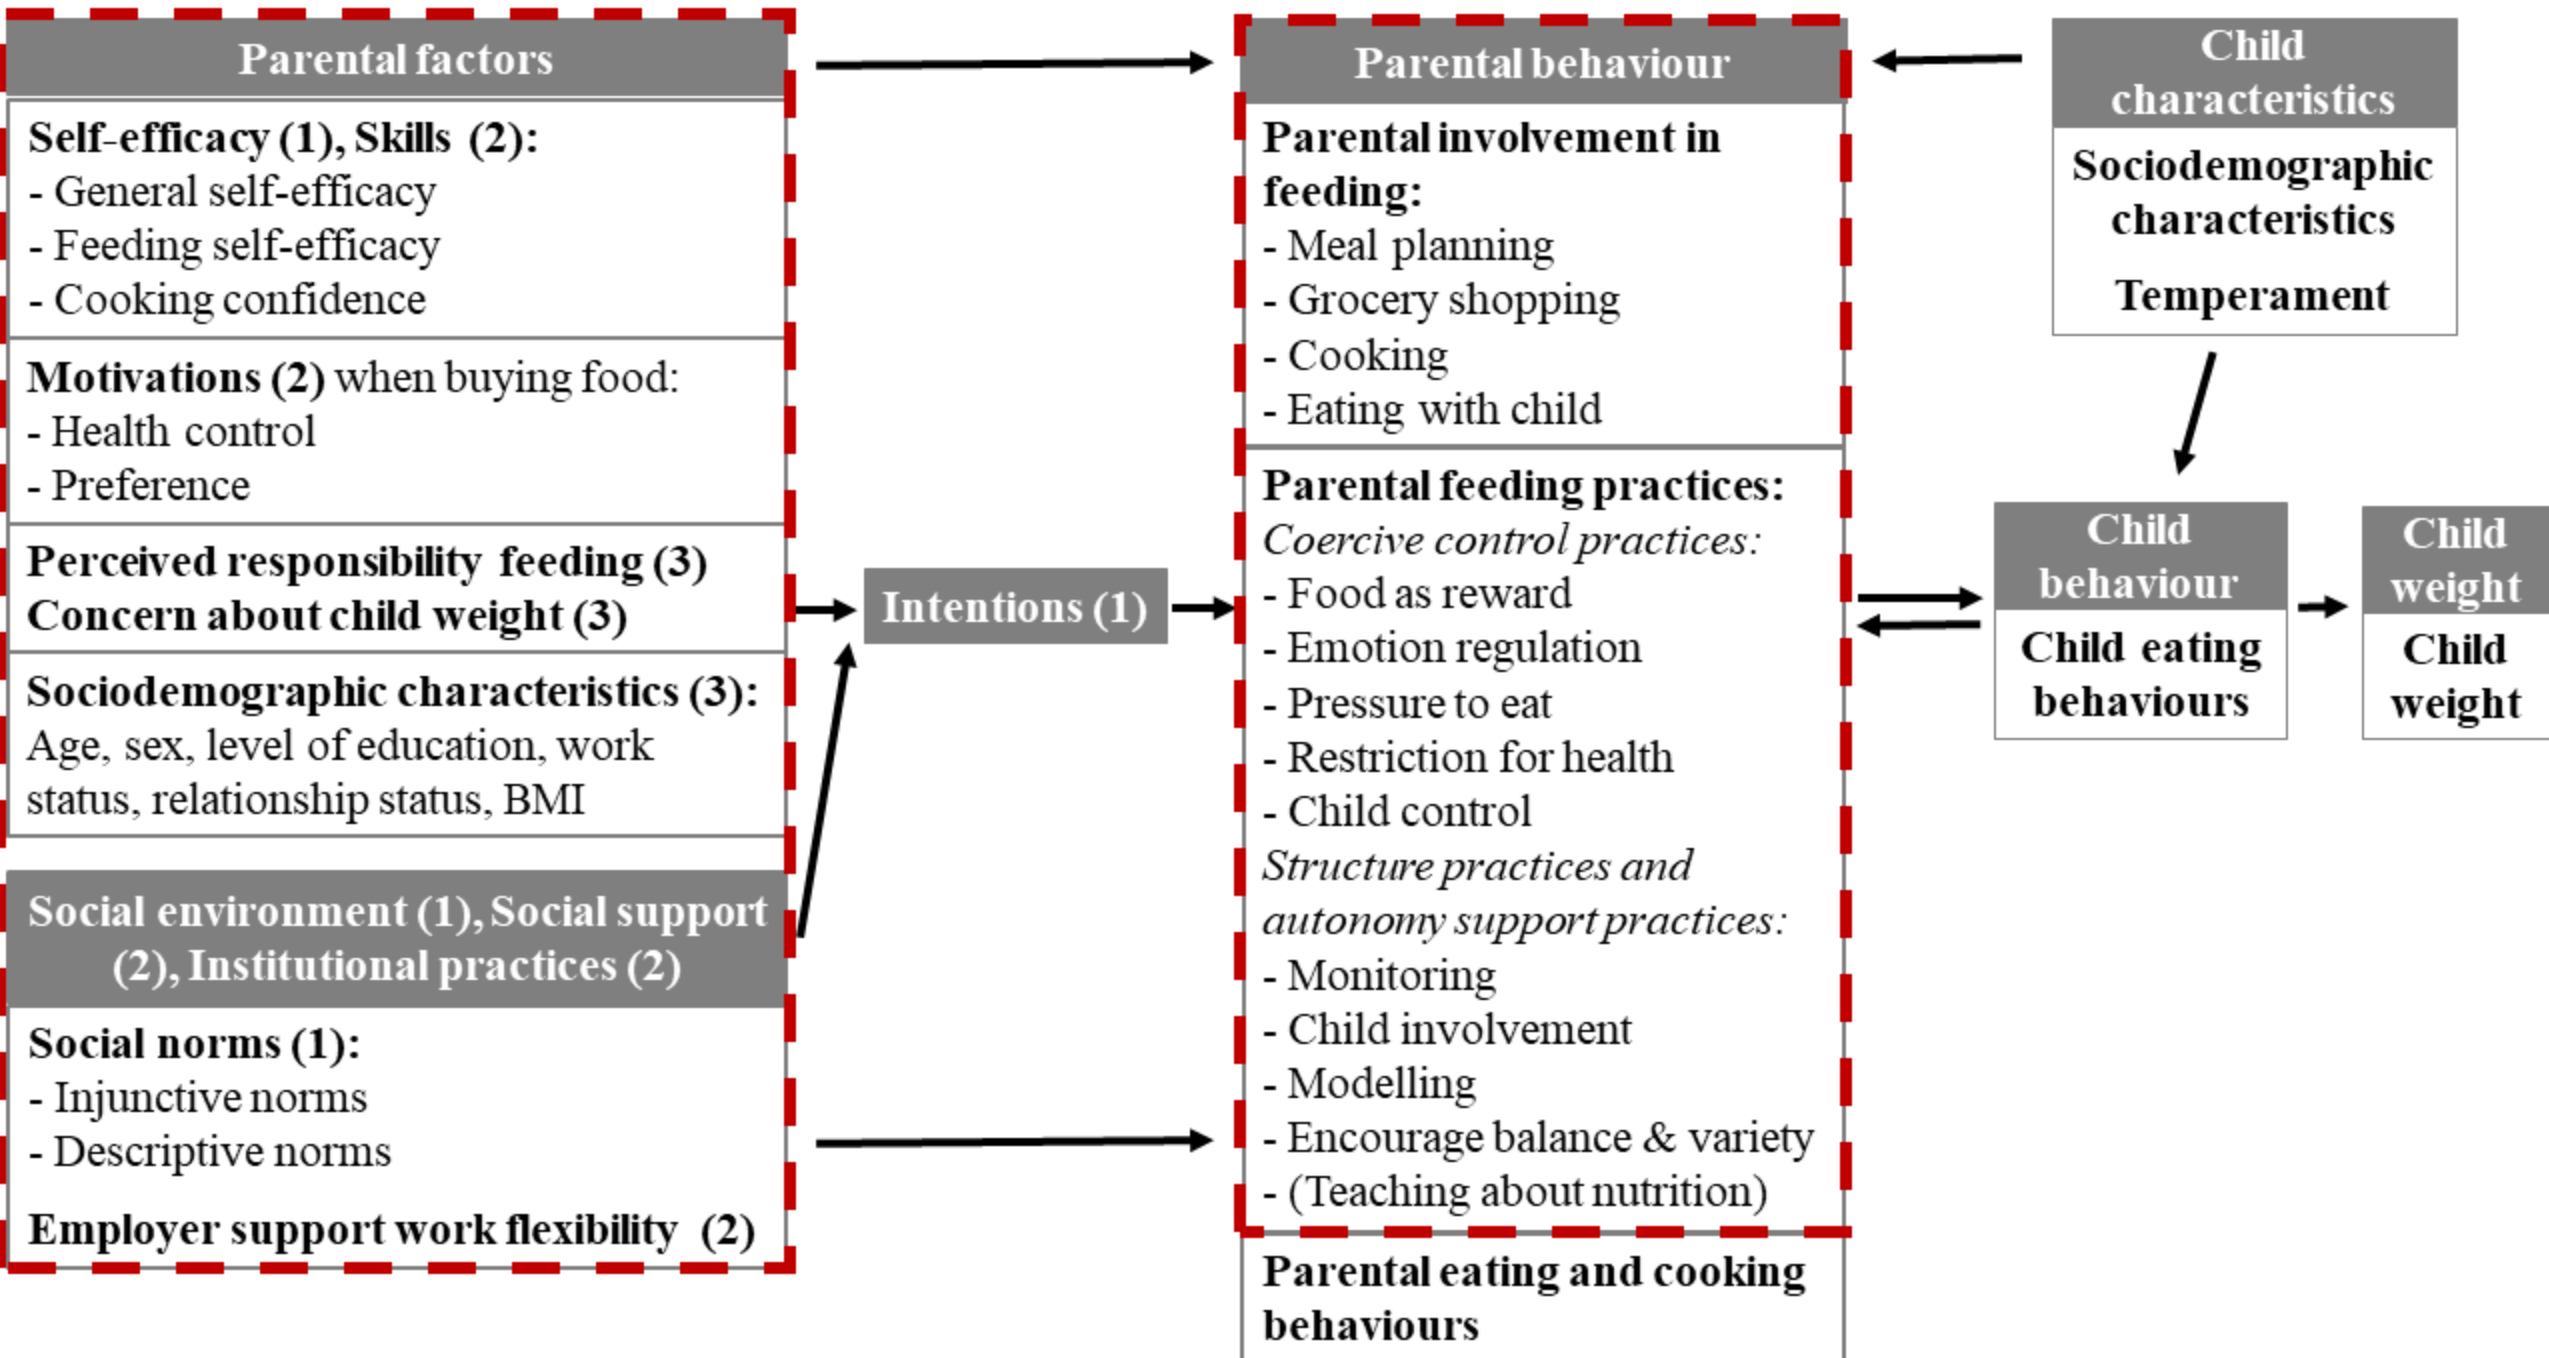 Parental factors
Self-efficacy (1), Skills (2):
- General self-efficacy
- Feeding self-efficacy
- Cooking confidence
Motivations (2) when buying food:
- Health control
- Preference
Perceived responsibility feeding (3)
Concern about child weight (3)
Sociodemographic characteristics (3):
Age, sex, level of education, work
status, relationship status, BMI
Social environment (1), Social support
(2), Institutional practices (2)
Social norms (1):
- Injunctive norms
- Descriptive norms
Employer support work flexibility (2)
Intentions (1)
Parental behaviour
Parental involvement in
feeding:
- Meal planning
- Grocery shopping
- Cooking
- Eating with child
Parental feeding practices:
Coercive control practices:
- Food as reward
- Emotion regulation
- Pressure to eat
- Restriction for health
- Child control
Structure practices and
autonomy support practices:
- Monitoring
- Child involvement
- Modelling
- Encourage balance & variety
- (Teaching about nutrition)
Parental eating and cooking
behaviours
Child
characteristics
Sociodemographic
characteristics
Temperament
Child
behaviour
Child eating
behaviours
Child
weight
Child
weight